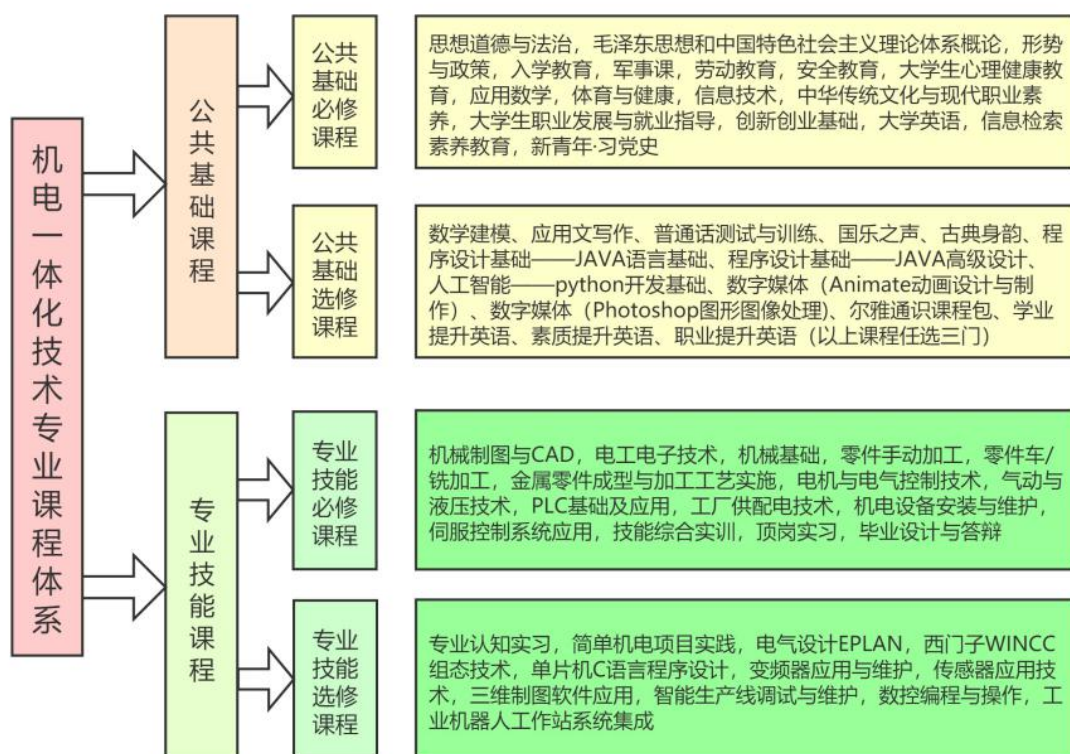 机电一体化技术专业课程体系
公共基础课程
公共
基础
必修
课程
思想道德与法治，毛泽东思想和中国特色社会主义理论体系概论，形势
与政策，入学教育，军事课，劳动教育，安全教育，大学生心理健康教
育，应用数学，体育与健康，信息技术，中华传统文化与现代职业素
养，大学生职业发展与就业指导，创新创业基础，大学英语，信息检索
素养教育，新青年·习党史
公共
基础
选修
课程
数学建模、应用文写作、普通话测试与训练、国乐之声、古典身韵、程
序设计基础——JAVA语言基础、程序设计基础——JAVA高级设计、
人工智能——python开发基础、数字媒体（Animate动画设计与制
作）、数字媒体（Photoshop图形图像处理)、尔雅通识课程包、学业
提升英语、素质提升英语、职业提升英语（以上课程任选三门）
专业技能课程
专业
技能
必修
课程
机械制图与CAD，电工电子技术，机械基础，零件手动加工，零件车/
铣加工，金属零件成型与加工工艺实施，电机与电气控制技术，气动与
液压技术，PLC基础及应用，工厂供配电技术，机电设备安装与维护，
伺服控制系统应用，技能综合实训，顶岗实习，毕业设计与答辩
专业
技能
选修
课程
专业认知实习，简单机电项目实践，电气设计EPLAN，西门子WINCC
组态技术，单片机C语言程序设计，变频器应用与维护，传感器应用技
术，三维制图软件应用，智能生产线调试与维护，数控编程与操作，工
业机器人工作站系统集成